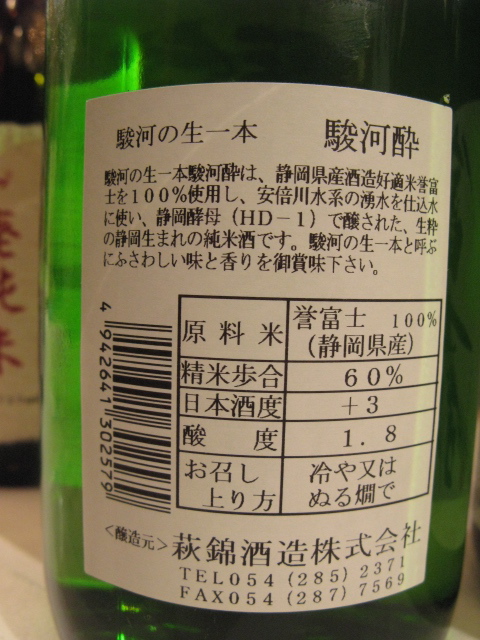 駿河の生一本　駿河酔
駿河の生一本駿河酔は、静岡県産酒造好適米誉富
士を100%使用し、安倍川水系の湧水を仕込水
に使い、静岡酵母（HD－1）で醸された、生粋
の静岡生まれの純米酒です。駿河の生一本と呼ぶ
にふさわしい味と香りを御賞味下さい。
原料米　誉富士　100%
（静岡県産）
精米歩合　60%
日本酒度　＋3
酸度　1.8
お召し　冷や又は
上り方　ぬる燗で
4 942641 302579
<醸造元>萩錦酒造株式会社
TEL054（285）2371
FAX054（287）7569
純米